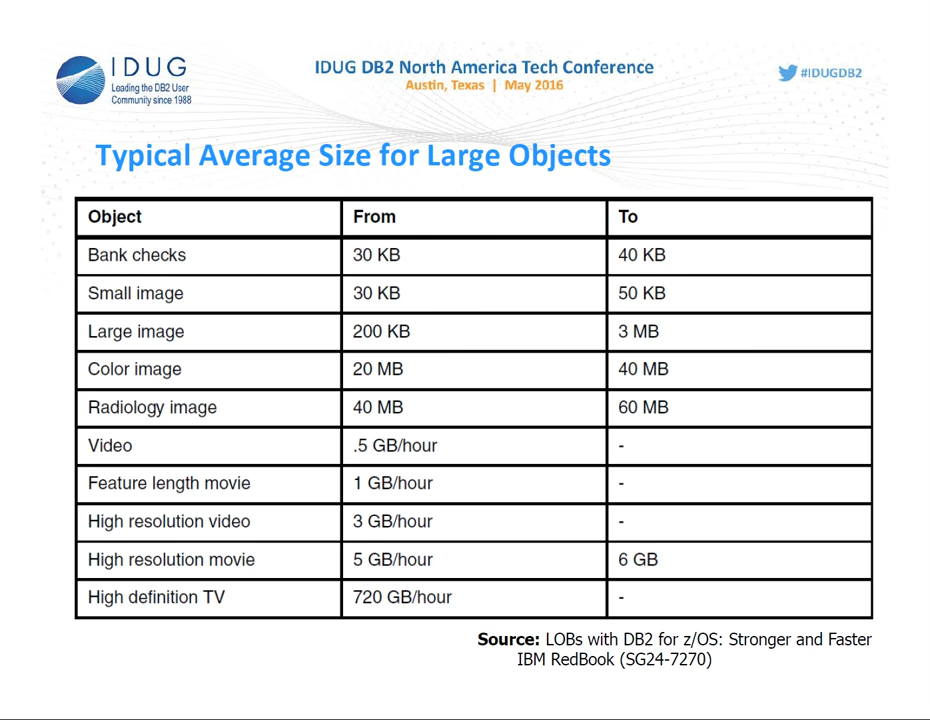 IDUG
Leading the DB2 User
Community since 1988
IDUG DB2 North America Tech Conference
Austin, Texas | May 2016
#IDUGDB2
Typical Average Size for Large Objects
Object From To
Bank checks 30 KB 40 KB
Small image 30 KB 50 KB
Large image 200 KB 3 MB
Color image 20 MB 40 MB
Radiology image 40 MB 60 MB
Video .5 GB/hour -
Feature length movie 1 GB/hour -
High resolution video 3 GB/hour -
High resolution movie 5 GB/hour 6 GB
High definition TV 720 GB/hour -
Source: LOBs with DB2 for z/OS: Stronger and Faster
IBM RedBook (SG24-7270)